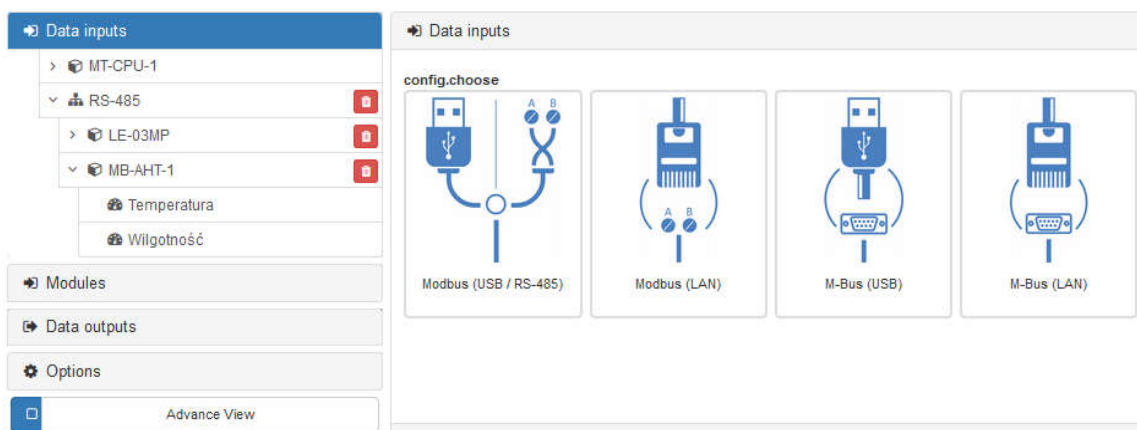 Data inputs
MT-CPU-1
RS-485
LE-03MP
MB-AHT-1
Temperatura
Wilgotność
Modules
Data outputs
Options
Advance View
Data inputs
config.choose
A B
Modbus (USB / RS-485)
A B
Modbus (LAN)
M-Bus (USB)
M-Bus (LAN)